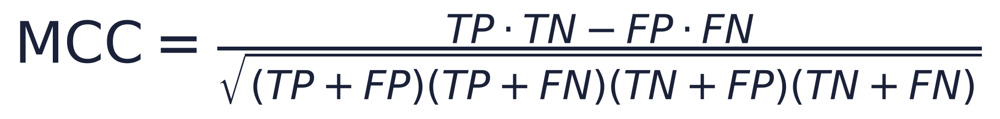 MCC = TP · TN − FP · FN
√(TP + FP)(TP + FN)(TN + FP)(TN + FN)